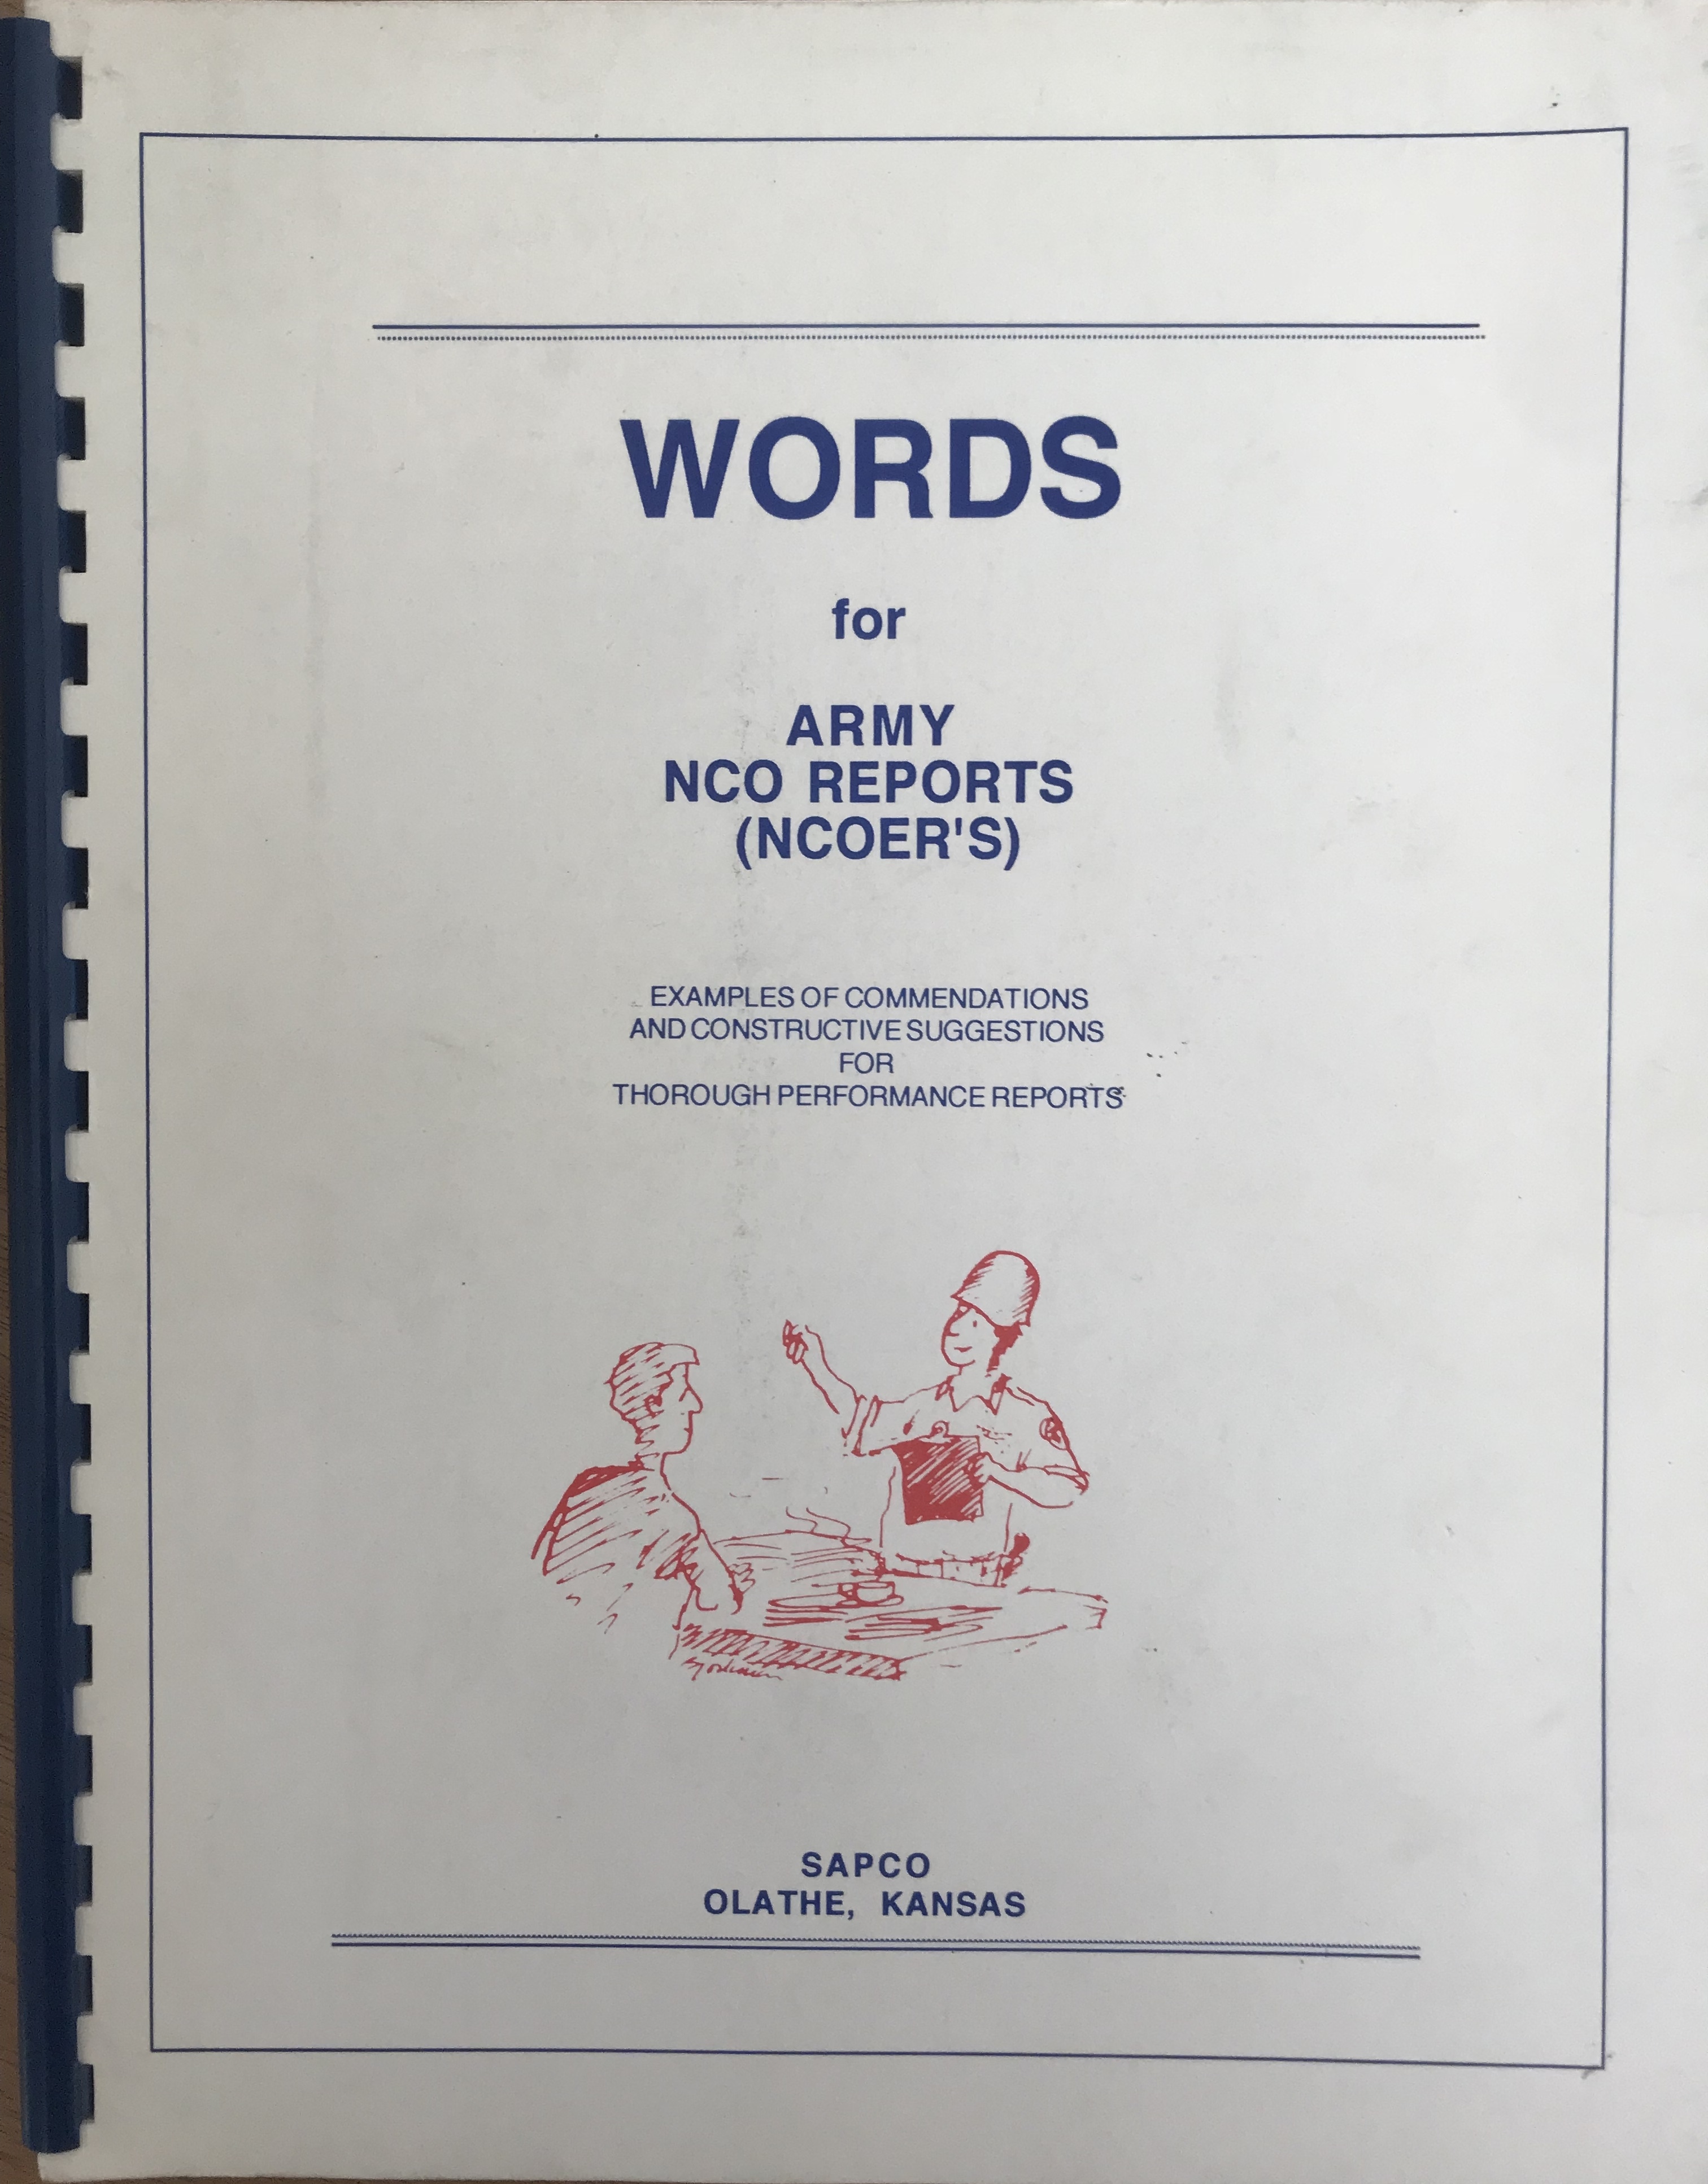 WORDS
for
ARMY
NCO REPORTS
(NCOER'S)
EXAMPLES OF COMMENDATIONS
AND CONSTRUCTIVE SUGGESTIONS
FOR
THOROUGH PERFORMANCE REPORTS
SAPCO
OLATHE, KANSAS